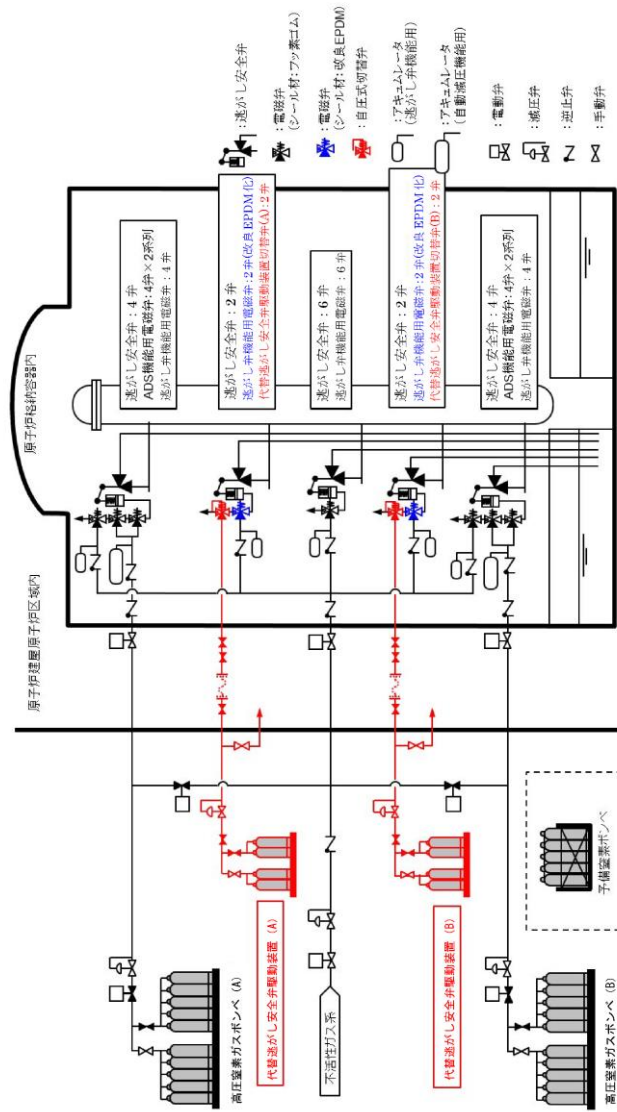 原子炉建屋原子炉区域内
原子炉格納容器内
逃がし安全弁：4 弁
ADS機能用電磁弁：4弁×2系列
逃がし弁機能用電磁弁：4 弁
逃がし安全弁：2 弁
逃がし弁機能用電磁弁：2 弁(改良 EPDM 化)
代替逃がし安全弁駆動装置切替弁(A)：2 弁
逃がし安全弁：6 弁
逃がし弁機能用電磁弁：6 弁
逃がし安全弁：2 弁
逃がし弁機能用電磁弁：2 弁(改良 EPDM 化)
代替逃がし安全弁駆動装置切替弁(B)：2 弁
逃がし安全弁：4 弁
ADS機能用電磁弁：4弁×2系列
逃がし弁機能用電磁弁：4 弁
：逃がし安全弁
：電磁弁
(シール材：フッ素ゴム)
：電磁弁
(シール材：改良EPDM)
：自圧式切替弁
：アキュムレータ
(逃がし弁機能用)
：アキュムレータ
(自動減圧機能用)
：電動弁
：減圧弁
：逆止弁
：手動弁
高圧窒素ガスボンベ (A)
代替逃がし安全弁駆動装置 (A)
不活性ガス系
代替逃がし安全弁駆動装置 (B)
高圧窒素ガスボンベ (B)
予備窒素ボンベ